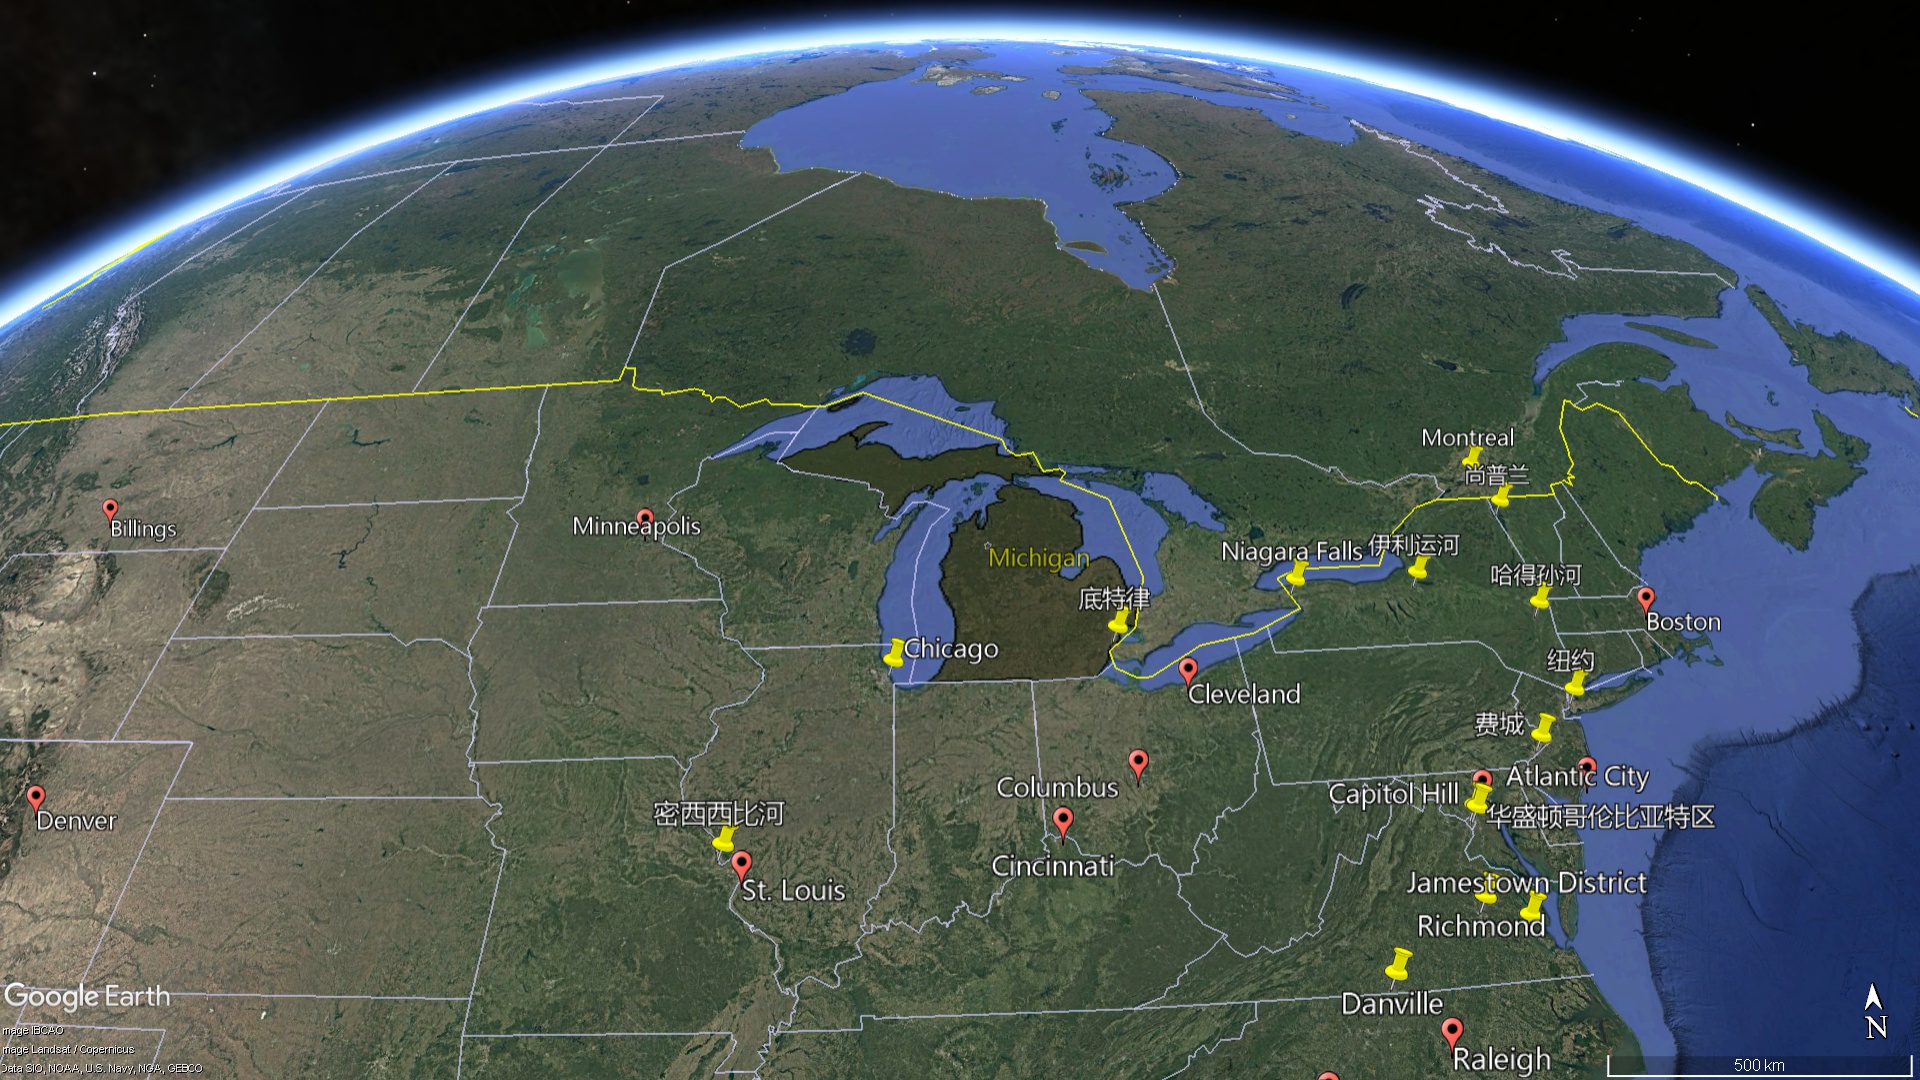 Montreal
尚普兰
Billings
Minneapolis
Niagara Falls
伊利运河
Michigan
哈得孙河
底特律
Boston
Chicago
纽约
Cleveland
费城
Columbus
Atlantic City
Capitol Hill
Denver
密西西比河
华盛顿哥伦比亚特区
Cincinnati
St. Louis
Jamestown District
Richmond
Google Earth
Danville
N
mage IBCAO
mage Landsat / Copernicus
Data SIO, NOAA, U.S. Navy, NGA, GEBCO
Raleigh
500 km